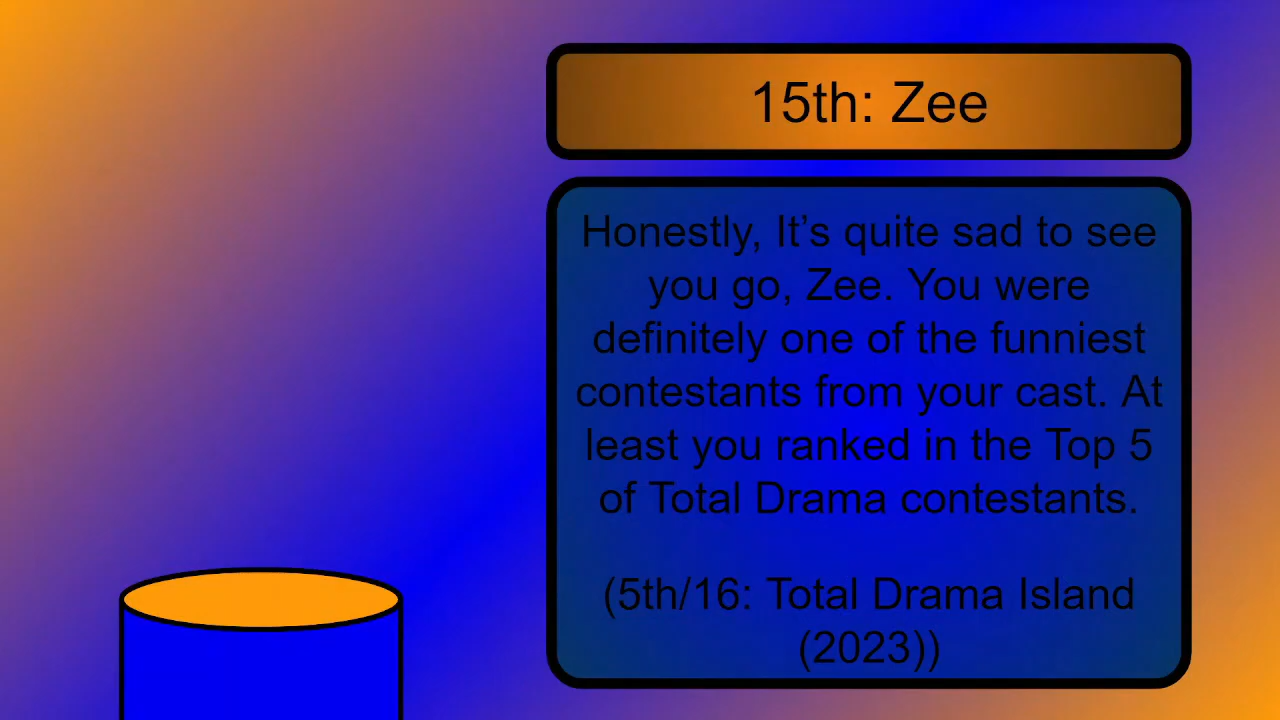 15th: Zee
Honestly, It’s quite sad to see
you go, Zee. You were
definitely one of the funniest
contestants from your cast. At
least you ranked in the Top 5
of Total Drama contestants.
(5th/16: Total Drama Island
(2023))